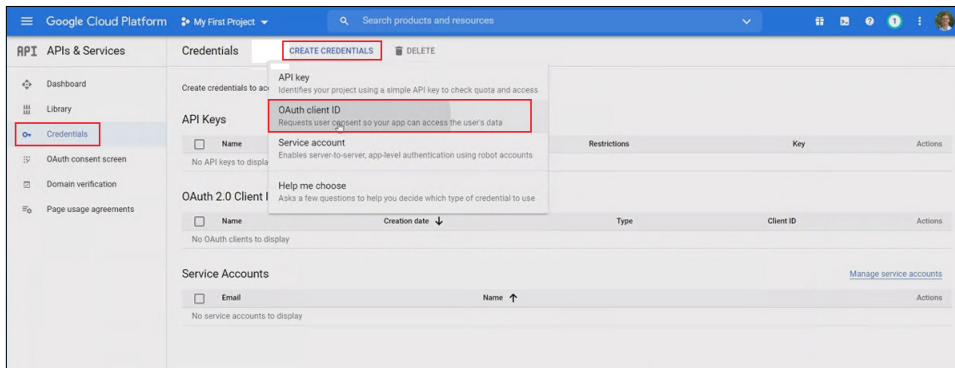 Google Cloud Platform My First Project Search products and resources 1
API APIs & Services Credentials CREATE CREDENTIALS DELETE
Dashboard
Library
Credentials
OAuth consent screen
Domain verification
Page usage agreements
Create credentials to ac
API key
Identifies your project using a simple API key to check quota and access
OAuth client ID
Requests user consent so your app can access the user's data
Service account
Enables server-to-server, app-level authentication using robot accounts
Help me choose
Asks a few questions to help you decide which type of credential to use
API Keys
Name Restrictions Key Actions
No API keys to displa
OAuth 2.0 Client I
Name Creation date Type Client ID Actions
No OAuth clients to display
Service Accounts Manage service accounts
Email Name Actions
No service accounts to display